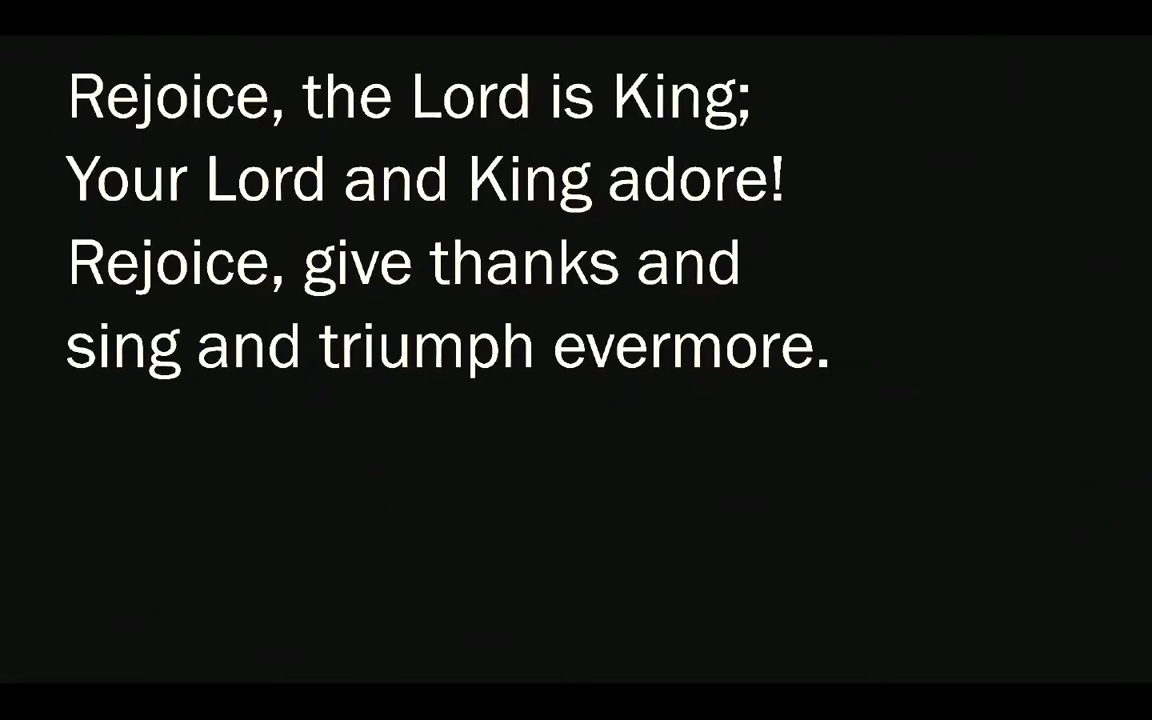 Rejoice, the Lord is King;
Your Lord and King adore!
Rejoice, give thanks and
sing and triumph evermore.